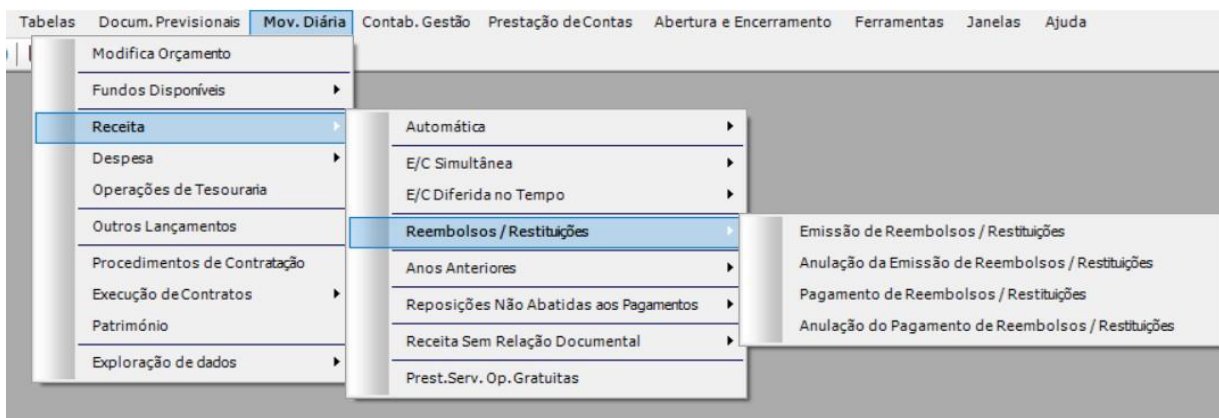 Tabelas Docum. Previsionais Mov. Diária Contab. Gestão Prestação de Contas Abertura e Encerramento Ferramentas Janelas Ajuda
Modifica Orçamento
Fundos Disponíveis
Receita
Despesa
Operações de Tesouraria
Outros Lançamentos
Procedimentos de Contratação
Execução de Contratos
Património
Exploração de dados
Automática
E/C Simultânea
E/C Diferida no Tempo
Reembolsos / Restituições
Anos Anteriores
Reposições Não Abatidas aos Pagamentos
Receita Sem Relação Documental
Prest.Serv. Op. Gratuitas
Emissão de Reembolsos / Restituições
Anulação da Emissão de Reembolsos / Restituições
Pagamento de Reembolsos / Restituições
Anulação do Pagamento de Reembolsos / Restituições